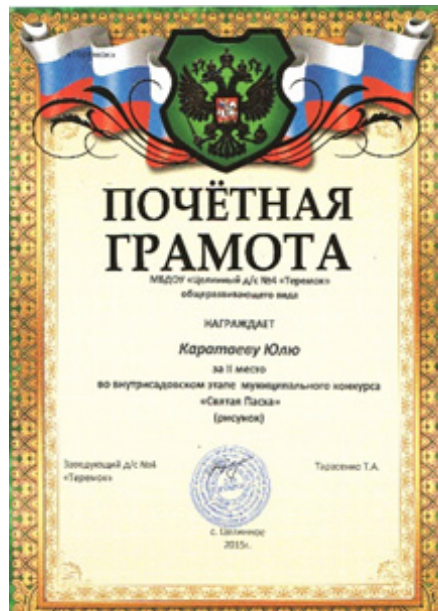 ПОЧЁТНАЯ
ГРАМОТА
МБДОУ «Целинный д/с №4 «Теремок»
общеразвивающего вида
НАГРАЖДАЕТ
Каратаеву Юлю
за II место
во внутрисадовском этапе муниципального конкурса
«Святая Пасха»
(рисунок)
Заведующий д/с №4 Тарасенко Т.А.
«Теремок»
с. Целинное
2015г.